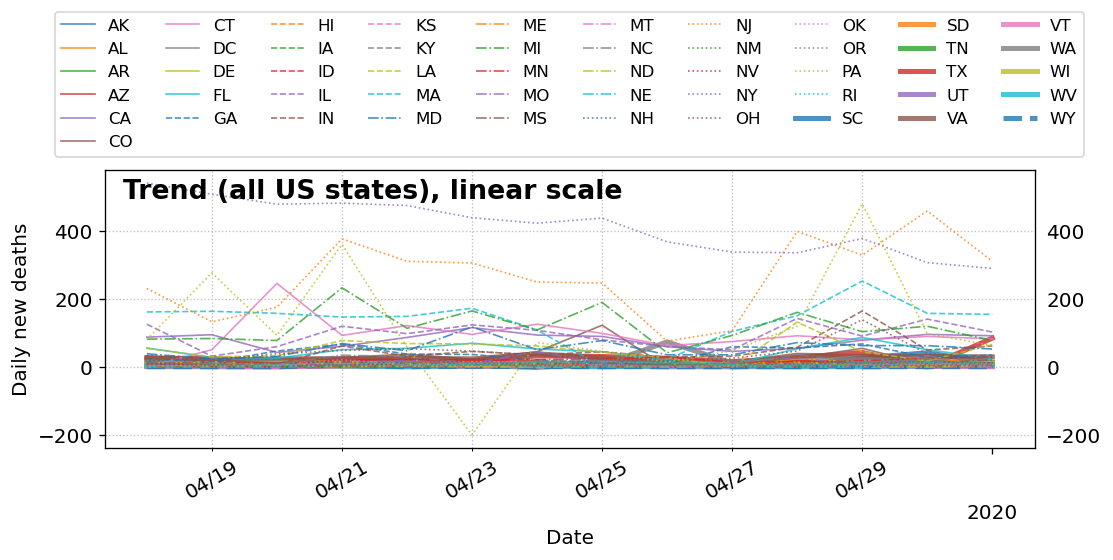 AK CT HI KS ME MT NJ OK SD VT
AL DC IA KY MI NC NM OR TN WA
AR DE ID LA MN ND NV PA TX WI
AZ FL IL MA MO NE NY RI UT WV
CA GA IN MD MS NH OH SC VA WY
CO
Trend (all US states), linear scale
Daily new deaths
400 400
200 200
0 0
−200 −200
04/19 04/21 04/23 04/25 04/27 04/29
2020
Date